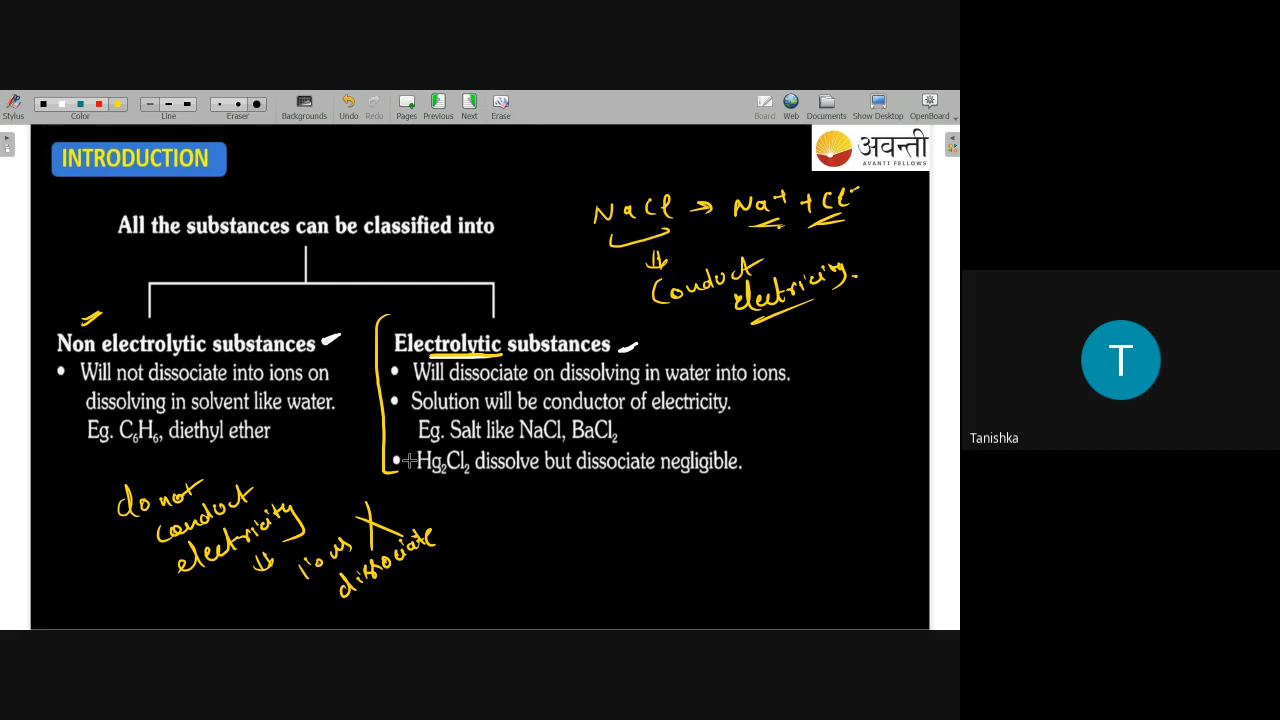 Stylus
Color
Line
Eraser
Backgrounds
Undo
Redo
Pages
Previous
Next
Erase
Board
Web
Documents
Show Desktop
OpenBoard
INTRODUCTION
अवन्ती
AVANTI FELLOWS
All the substances can be classified into
NaCl → Na⁺ + Cl⁻
⇓
Conduct
electricity.
Non electrolytic substances
• Will not dissociate into ions on
dissolving in solvent like water.
Eg. C₆H₆, diethyl ether
Electrolytic substances
• Will dissociate on dissolving in water into ions.
• Solution will be conductor of electricity.
Eg. Salt like NaCl, BaCl₂
• Hg₂Cl₂ dissolve but dissociate negligible.
do not
conduct
electricity
⇓
ions
dissociate
T
Tanishka